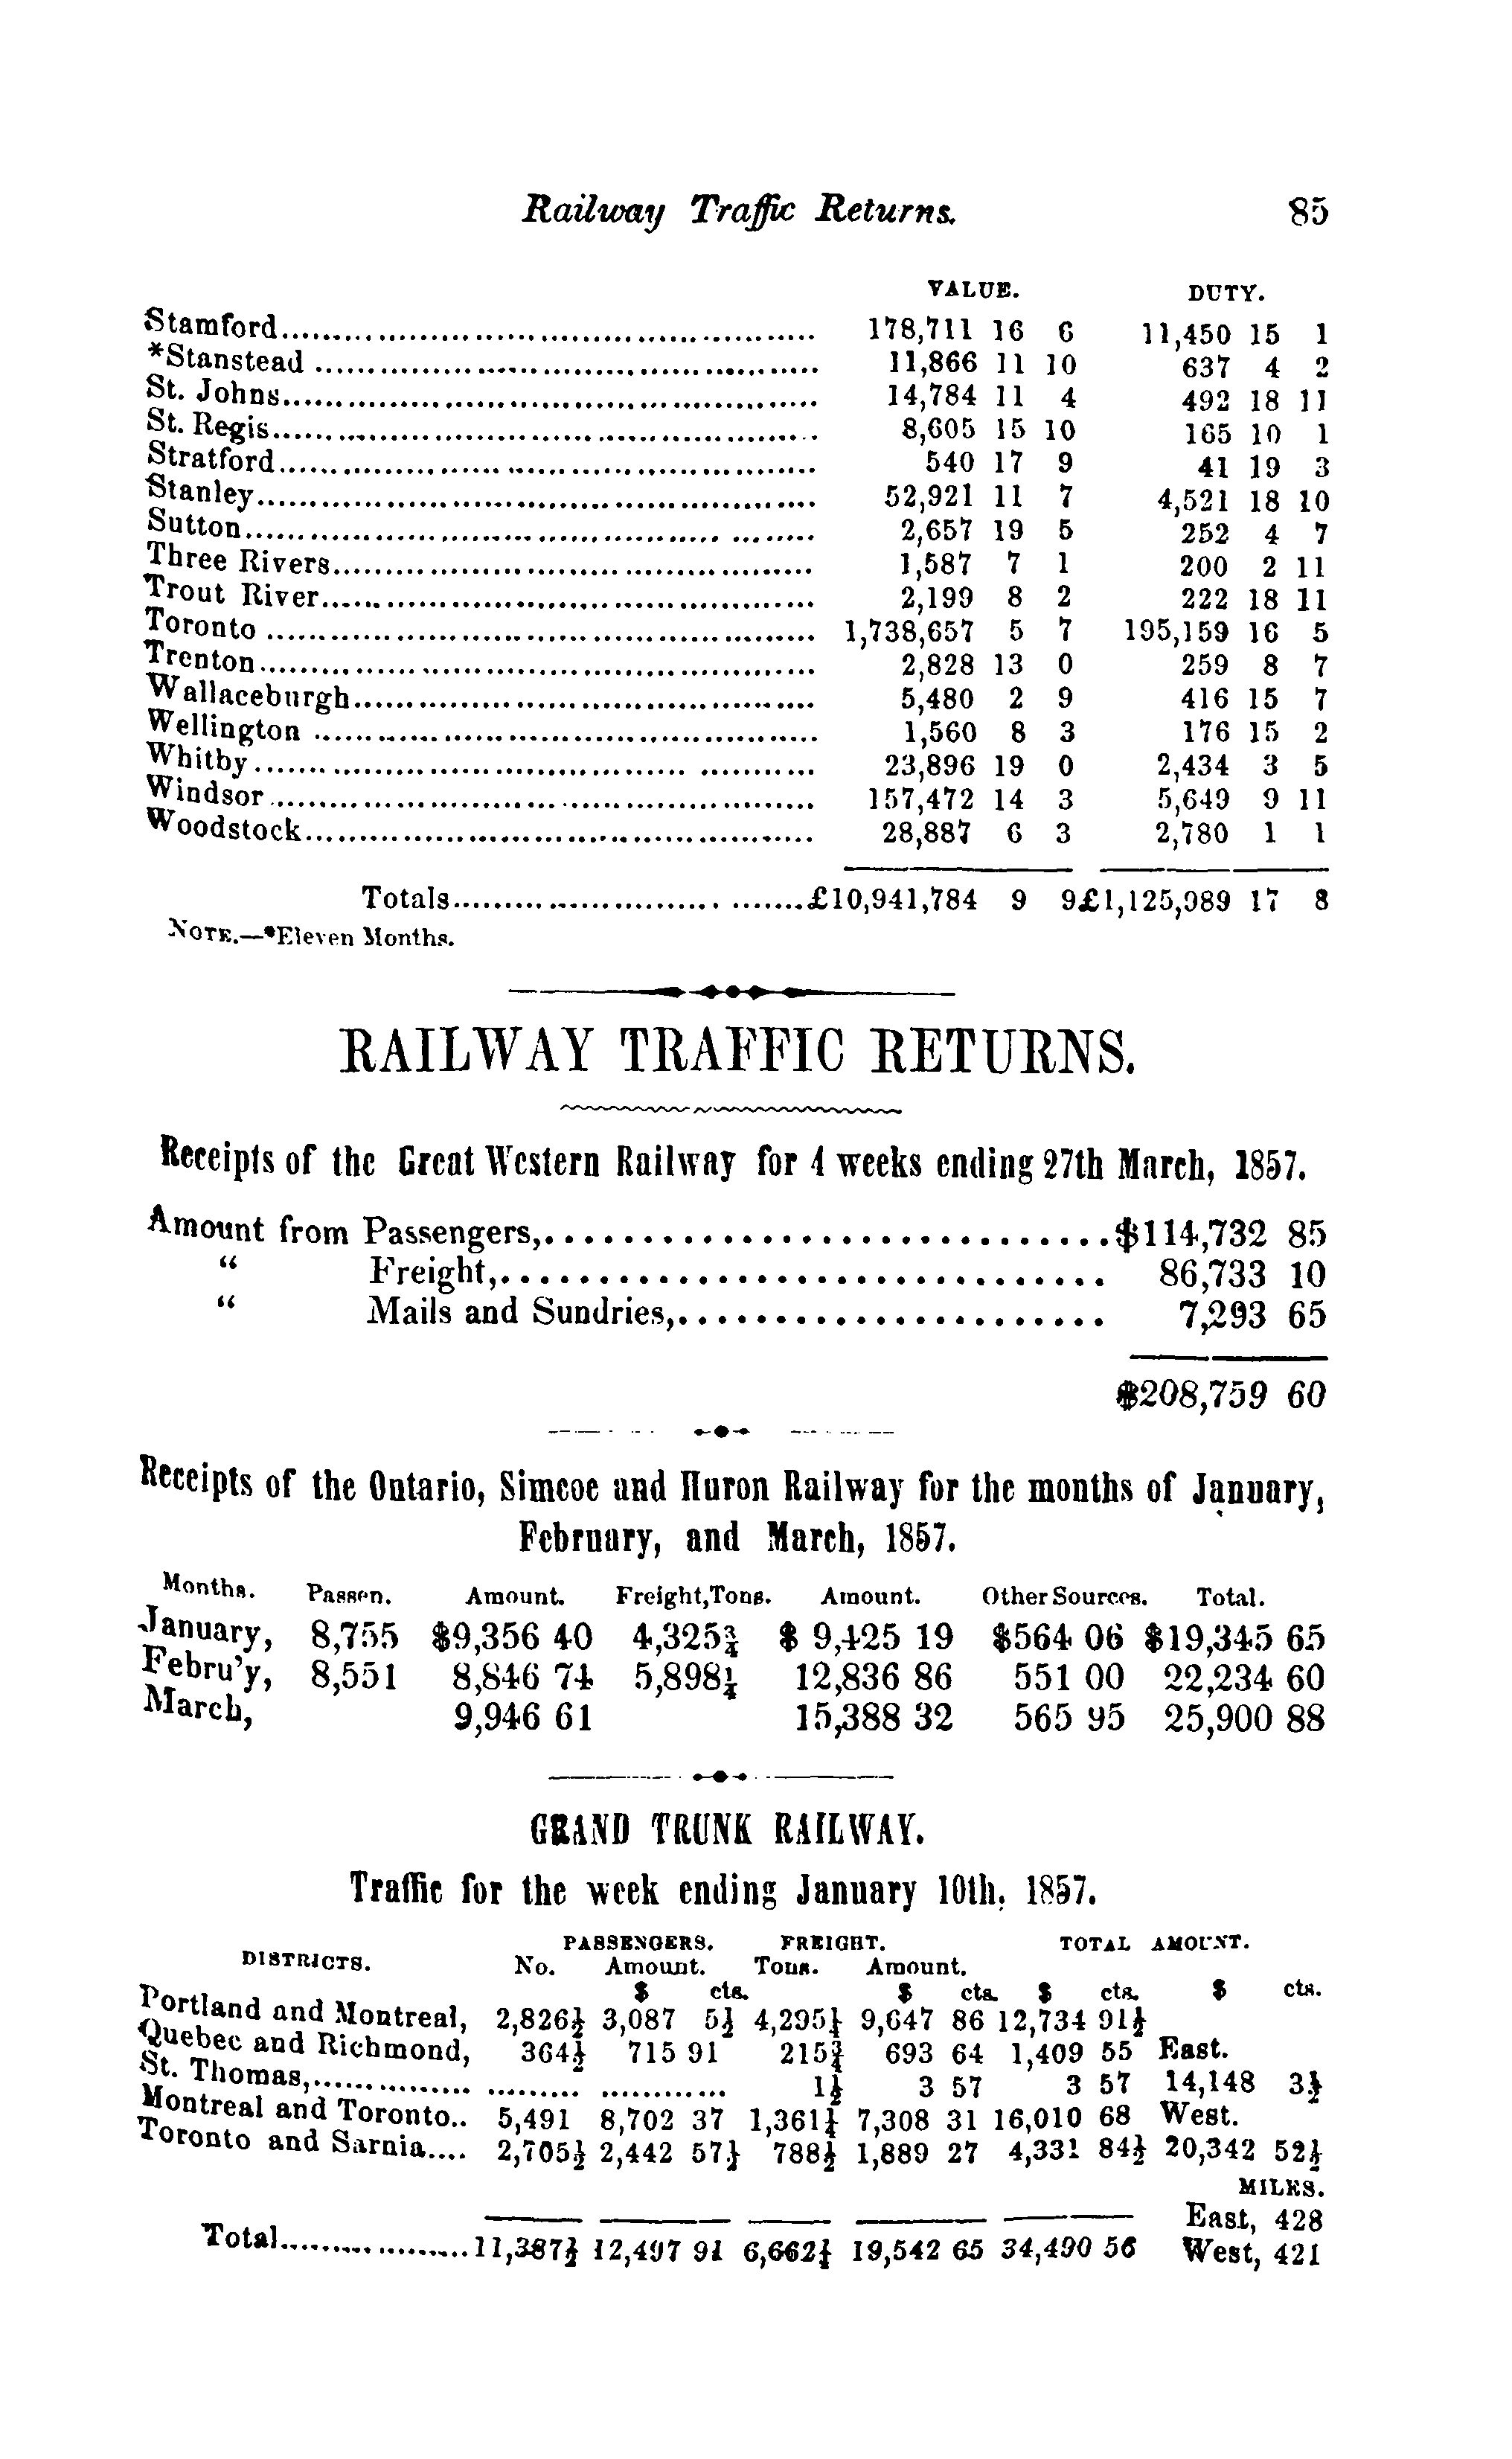 Railway Traffic Returns. 85
VALUE. DUTY.
Stamford 178,711 16 6 11,450 15 1
*Stanstead 11,866 11 10 637 4 2
St. Johns 14,784 11 4 492 18 11
St. Regis 8,605 15 10 165 10 1
Stratford 540 17 9 41 19 3
Stanley 52,921 11 7 4,521 18 10
Sutton 2,657 19 5 252 4 7
Three Rivers 1,587 7 1 200 2 11
Trout River 2,199 8 2 222 18 11
Toronto 1,738,657 5 7 195,159 16 5
Trenton 2,828 13 0 259 8 7
Wallaceburgh 5,480 2 9 416 15 7
Wellington 1,560 8 3 176 15 2
Whitby 23,896 19 0 2,434 3 5
Windsor 157,472 14 3 5,649 9 11
Woodstock 28,887 6 3 2,780 1 1
Totals £10,941,784 9 9 £1,125,989 17 8
NOTE.—*Eleven Months.
RAILWAY TRAFFIC RETURNS.
Receipts of the Great Western Railway for 4 weeks ending 27th March, 1857.
Amount from Passengers, $114,732 85
" Freight, 86,733 10
" Mails and Sundries, 7,293 65
$208,759 60
Receipts of the Ontario, Simcoe and Huron Railway for the months of January,
February, and March, 1857.
Months. Passen. Amount. Freight, Tons. Amount. Other Sources. Total.
January, 8,755 $9,356 40 4,325¾ $ 9,425 19 $564 06 $19,345 65
Febru'y, 8,551 8,846 74 5,898¼ 12,836 86 551 00 22,234 60
March, 9,946 61 15,388 32 565 95 25,900 88
GRAND TRUNK RAILWAY.
Traffic for the week ending January 10th, 1857.
PASSENGERS. FREIGHT. TOTAL AMOUNT.
DISTRICTS. No. Amount. Tons. Amount.
$ cts. $ cts. $ cts. $ cts.
Portland and Montreal, 2,826½ 3,087 5½ 4,295¼ 9,647 86 12,734 91½
Quebec and Richmond, 364½ 715 91 215¾ 693 64 1,409 55 East.
St. Thomas, 1½ 3 57 3 57 14,148 3½
Montreal and Toronto.. 5,491 8,702 37 1,361¼ 7,308 31 16,010 68 West.
Toronto and Sarnia.... 2,705½ 2,442 57½ 788½ 1,889 27 4,331 84½ 20,342 52½
MILES.
East, 428
Total 11,387½ 12,497 91 6,662¼ 19,542 65 34,490 56 West, 421